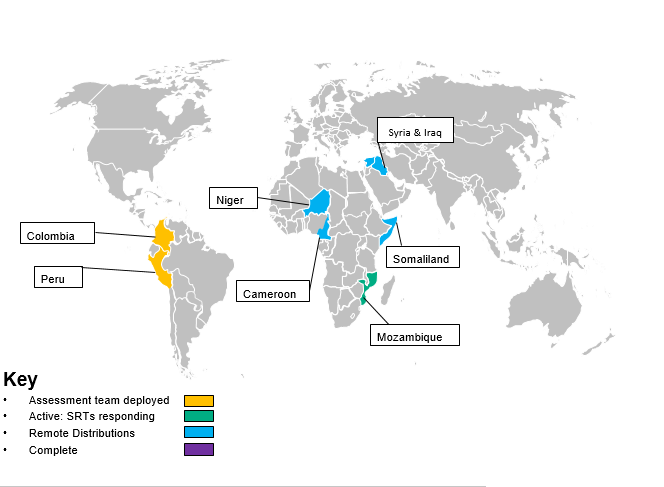 Syria & Iraq
Niger
Colombia
Somaliland
Peru
Cameroon
Mozambique
Key
• Assessment team deployed
• Active: SRTs responding
• Remote Distributions
• Complete